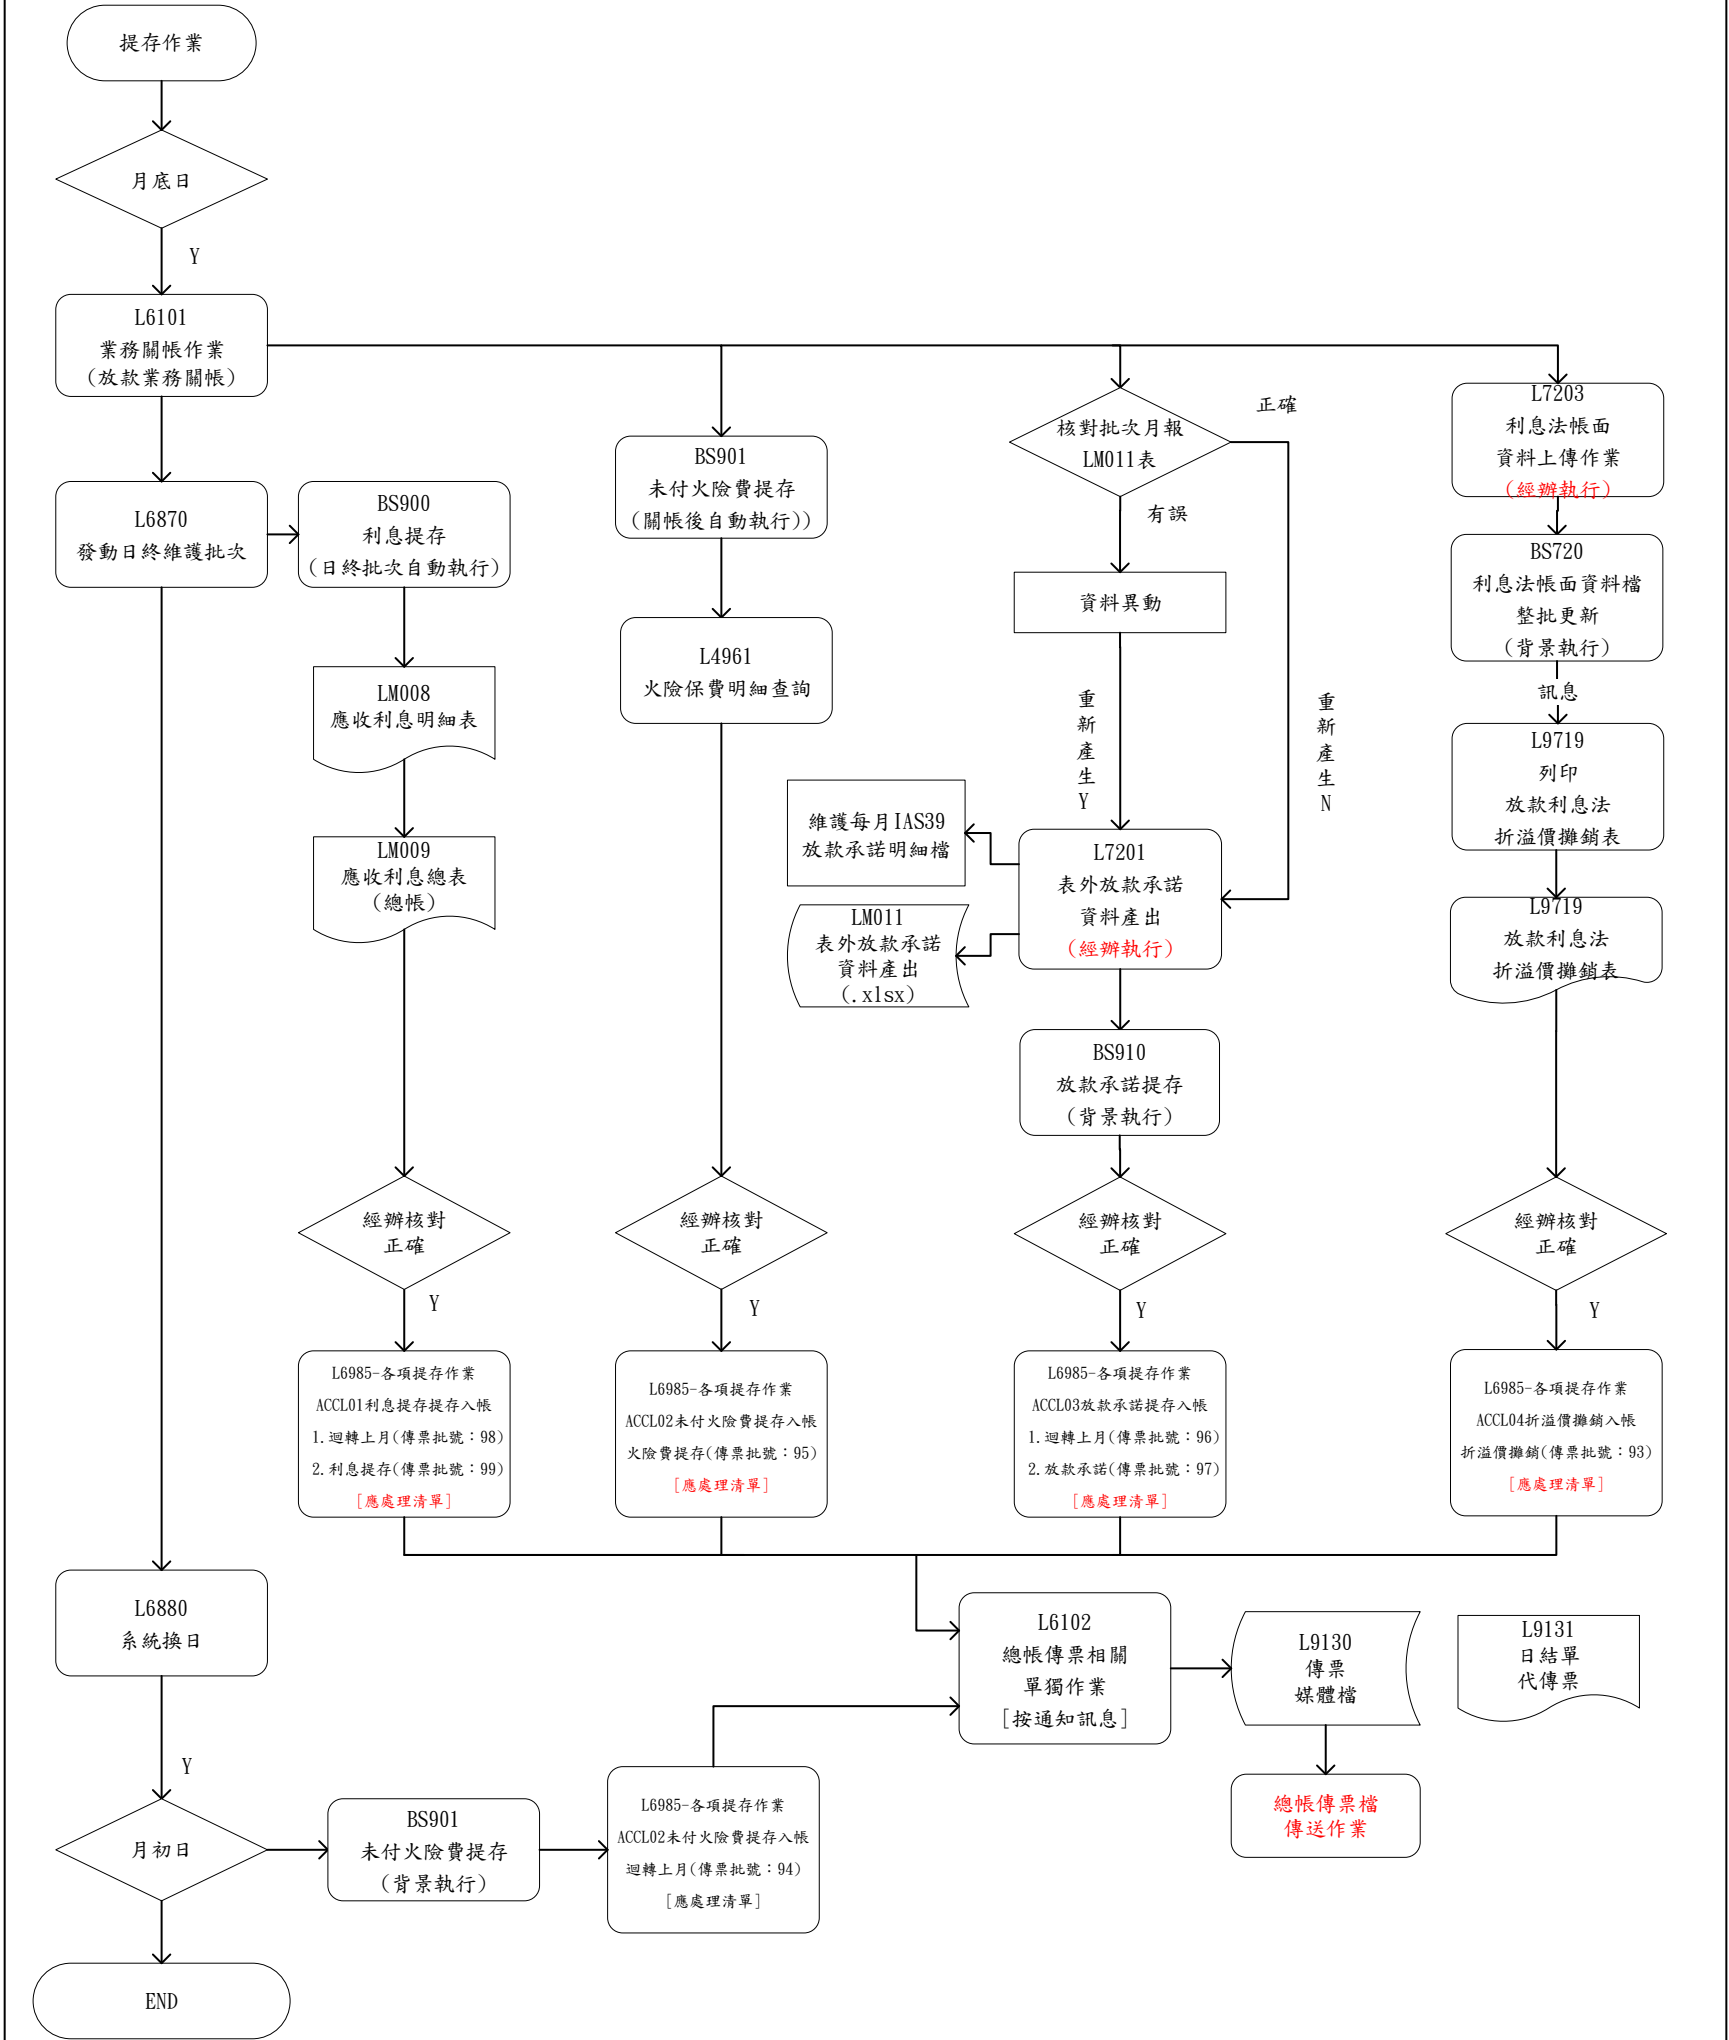 提存作業
月底日
Y
L6101
業務關帳作業
(放款業務關帳)
L6870
發動日終維護批次
BS900
利息提存
(日終批次自動執行)
LM008
應收利息明細表
LM009
應收利息總表
(總帳)
經辦核對
正確
Y
L6985-各項提存作業
ACCL01利息提存提存入帳
1.迴轉上月(傳票批號：98)
2.利息提存(傳票批號：99)
[應處理清單]
BS901
未付火險費提存
(關帳後自動執行))
L4961
火險保費明細查詢
經辦核對
正確
Y
L6985-各項提存作業
ACCL02未付火險費提存入帳
火險費提存(傳票批號：95)
[應處理清單]
核對批次月報
LM011表
正確
有誤
資料異動
重新產生Y
重新產生N
維護每月IAS39
放款承諾明細檔
L7201
表外放款承諾
資料產出
(經辦執行)
LM011
表外放款承諾
資料產出
(.xlsx)
BS910
放款承諾提存
(背景執行)
經辦核對
正確
Y
L6985-各項提存作業
ACCL03放款承諾提存入帳
1.迴轉上月(傳票批號：96)
2.放款承諾(傳票批號：97)
[應處理清單]
L7203
利息法帳面
資料上傳作業
(經辦執行)
BS720
利息法帳面資料檔
整批更新
(背景執行)
訊息
L9719
列印
放款利息法
折溢價攤銷表
L9719
放款利息法
折溢價攤銷表
經辦核對
正確
Y
L6985-各項提存作業
ACCL04折溢價攤銷入帳
折溢價攤銷(傳票批號：93)
[應處理清單]
L6880
系統換日
Y
月初日
BS901
未付火險費提存
(背景執行)
L6985-各項提存作業
ACCL02未付火險費提存入帳
迴轉上月(傳票批號：94)
[應處理清單]
L6102
總帳傳票相關
單獨作業
[按通知訊息]
L9130
傳票
媒體檔
L9131
日結單
代傳票
總帳傳票檔
傳送作業
END